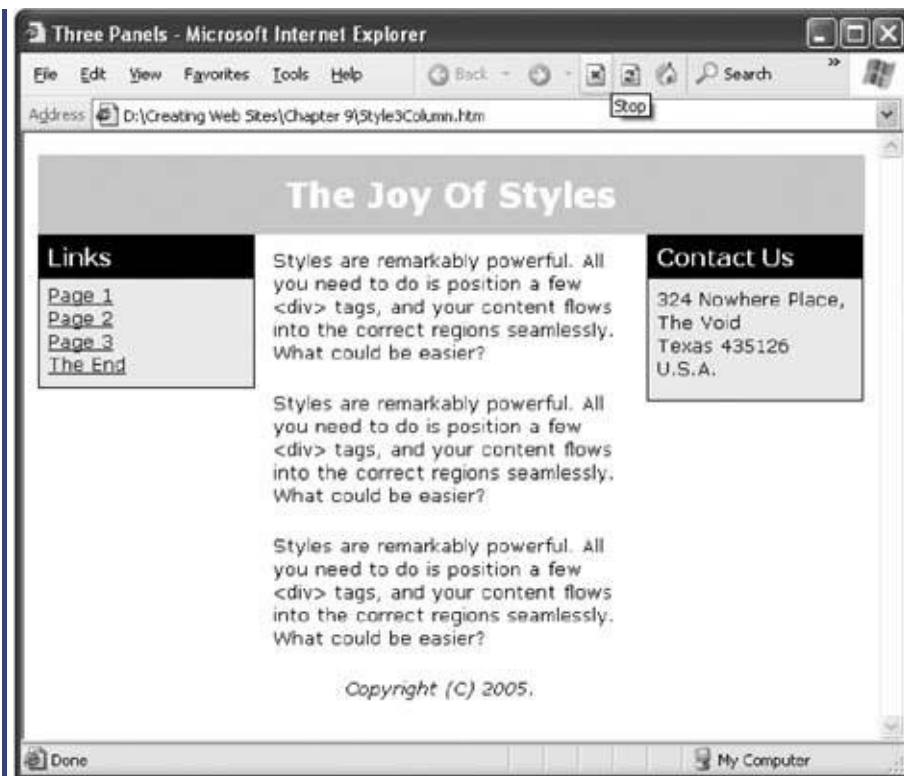 Three Panels - Microsoft Internet Explorer
File Edit View Favorites Tools Help Back Search »
Stop
Address D:\Creating Web Sites\Chapter 9\Style3Column.htm
The Joy Of Styles
Links
Page 1
Page 2
Page 3
The End
Styles are remarkably powerful. All
you need to do is position a few
<div> tags, and your content flows
into the correct regions seamlessly.
What could be easier?
Styles are remarkably powerful. All
you need to do is position a few
<div> tags, and your content flows
into the correct regions seamlessly.
What could be easier?
Styles are remarkably powerful. All
you need to do is position a few
<div> tags, and your content flows
into the correct regions seamlessly.
What could be easier?
Copyright (C) 2005.
Contact Us
324 Nowhere Place,
The Void
Texas 435126
U.S.A.
Done My Computer